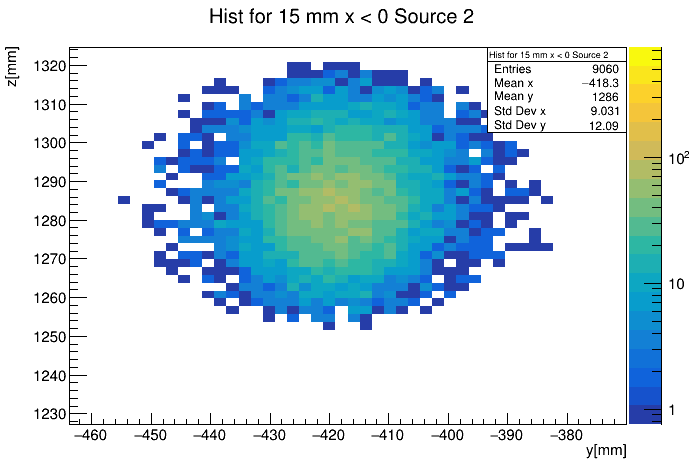 Hist for 15 mm x < 0 Source 2
z[mm]
Hist for 15 mm x < 0 Source 2
Entries 9060
Mean x −418.3
Mean y 1286
Std Dev x 9.031
Std Dev y 12.09
1320
1310
1300
1290
1280
1270
1260
1250
1240
1230
10²
10
1
−460 −450 −440 −430 −420 −410 −400 −390 −380
y[mm]